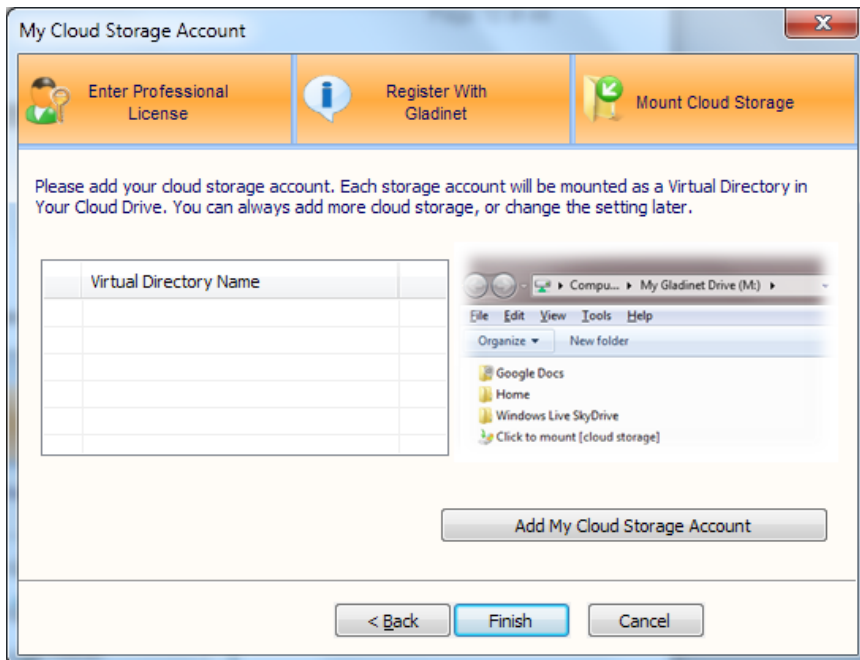 My Cloud Storage Account
Enter Professional
License
Register With
Gladinet
Mount Cloud Storage
Please add your cloud storage account. Each storage account will be mounted as a Virtual Directory in
Your Cloud Drive. You can always add more cloud storage, or change the setting later.
Virtual Directory Name
Compu... My Gladinet Drive (M:)
File Edit View Tools Help
Organize New folder
Google Docs
Home
Windows Live SkyDrive
Click to mount [cloud storage]
Add My Cloud Storage Account
< Back Finish Cancel